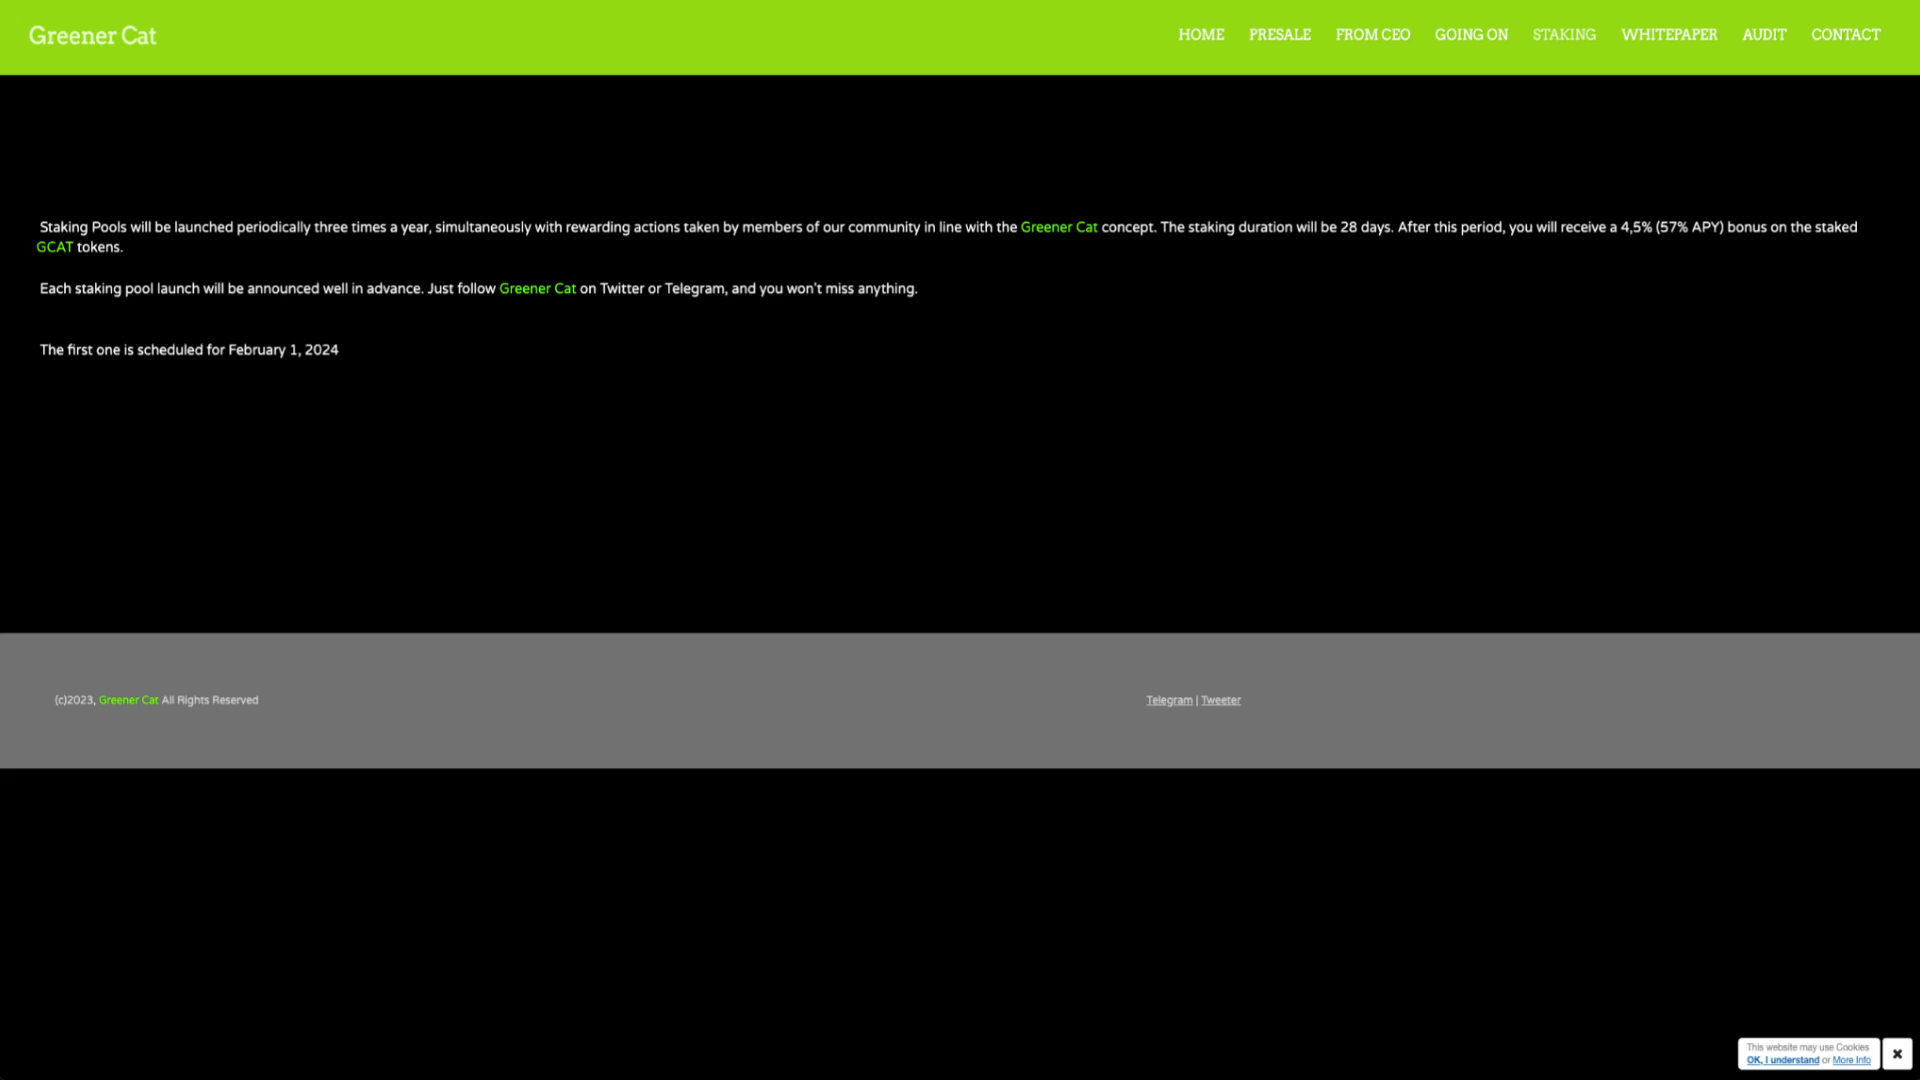 Greener Cat
HOME PRESALE FROM CEO GOING ON STAKING WHITEPAPER AUDIT CONTACT
Staking Pools will be launched periodically three times a year, simultaneously with rewarding actions taken by members of our community in line with the Greener Cat concept. The staking duration will be 28 days. After this period, you will receive a 4,5% (57% APY) bonus on the staked
GCAT tokens.
Each staking pool launch will be announced well in advance. Just follow Greener Cat on Twitter or Telegram, and you won't miss anything.
The first one is scheduled for February 1, 2024
(c)2023, Greener Cat All Rights Reserved
Telegram | Tweeter
This website may use Cookies
OK, I understand or More Info